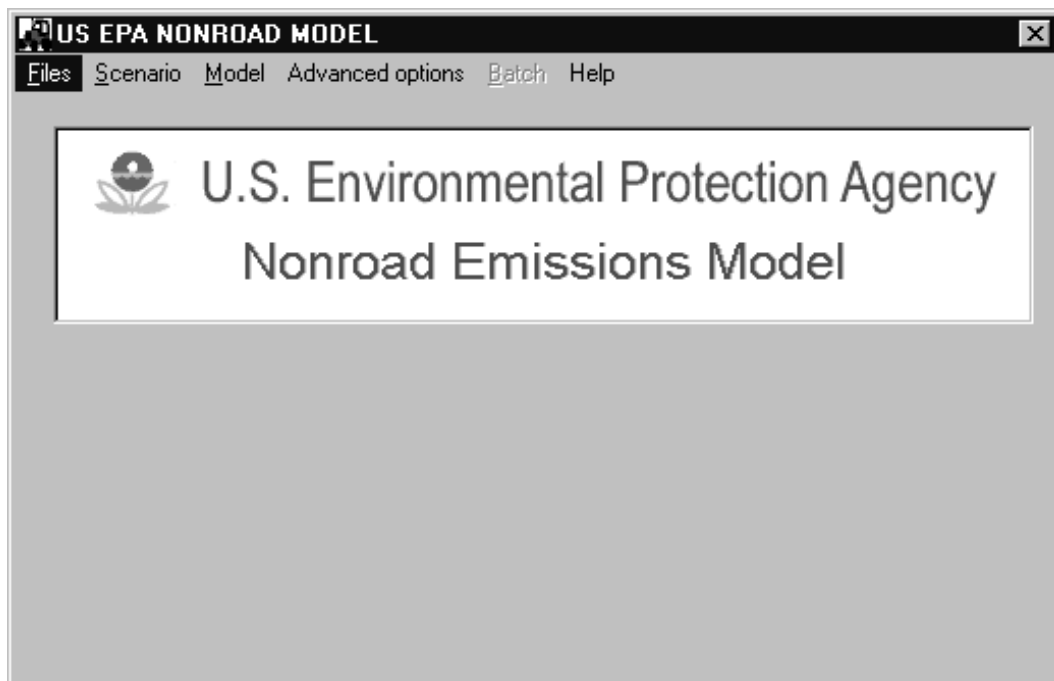 US EPA NONROAD MODEL
Files Scenario Model Advanced options Batch Help
U.S. Environmental Protection Agency
Nonroad Emissions Model